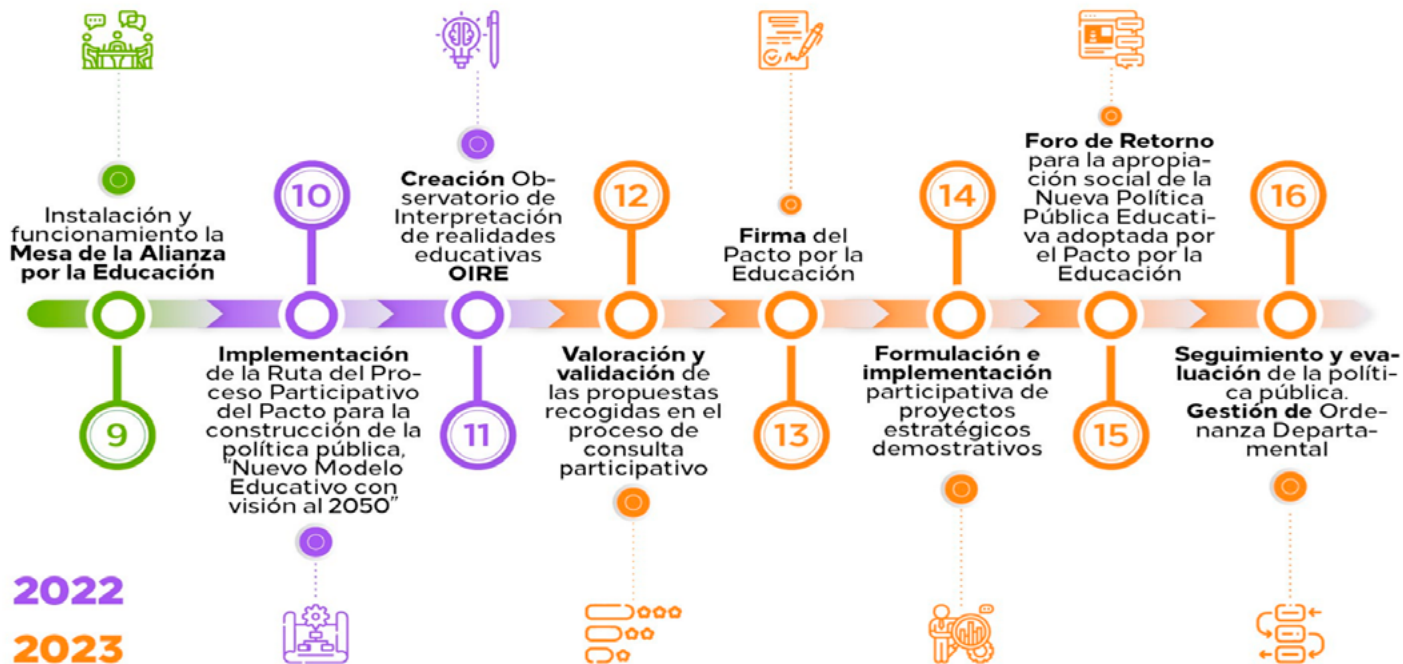 Instalación y
funcionamiento la
Mesa de la Alianza
por la Educación
9
10
Implementación
de la Ruta del Pro-
ceso Participativo
del Pacto para la
construcción de la
política pública,
"Nuevo Modelo
Educativo con
visión al 2050"
Creación Ob-
servatorio de
Interpretación
de realidades
educativas
OIRE
11
12
Valoración y
validación de
las propuestas
recogidas en el
proceso de
consulta
participativo
Firma del
Pacto por la
Educación
13
14
Formulación e
implementación
participativa de
proyectos
estratégicos
demostrativos
Foro de Retorno
para la apropia-
ción social de la
Nueva Política
Pública Educati-
va adoptada por
el Pacto por la
Educación
15
16
Seguimiento y eva-
luación de la políti-
ca pública.
Gestión de Orde-
nanza Departa-
mental
2022
2023